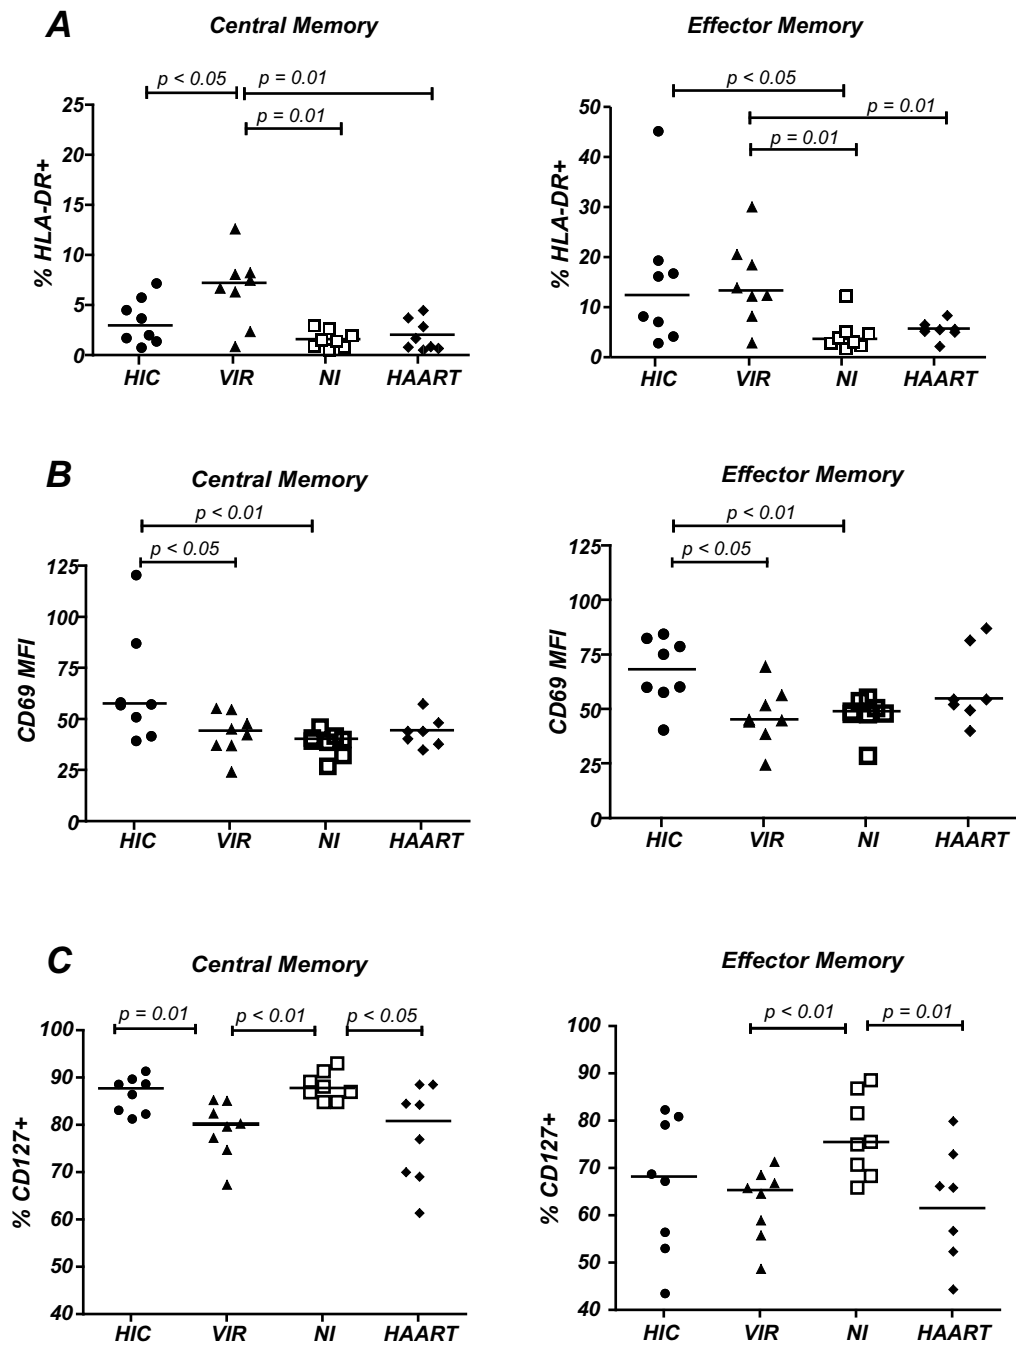 A
Central Memory
Effector Memory
p < 0.05
p = 0.01
p = 0.01
% HLA-DR+
25
20
15
10
5
0
HIC
VIR
NI
HAART
p < 0.05
p = 0.01
p = 0.01
% HLA-DR+
50
40
30
20
10
0
HIC
VIR
NI
HAART
B
Central Memory
Effector Memory
p < 0.01
p < 0.05
CD69 MFI
125
100
75
50
25
0
HIC
VIR
NI
HAART
p < 0.01
p < 0.05
CD69 MFI
125
100
75
50
25
0
HIC
VIR
NI
HAART
C
Central Memory
Effector Memory
p = 0.01
p < 0.01
p < 0.05
% CD127+
100
90
80
70
60
50
40
HIC
VIR
NI
HAART
p < 0.01
p = 0.01
% CD127+
100
90
80
70
60
50
40
HIC
VIR
NI
HAART